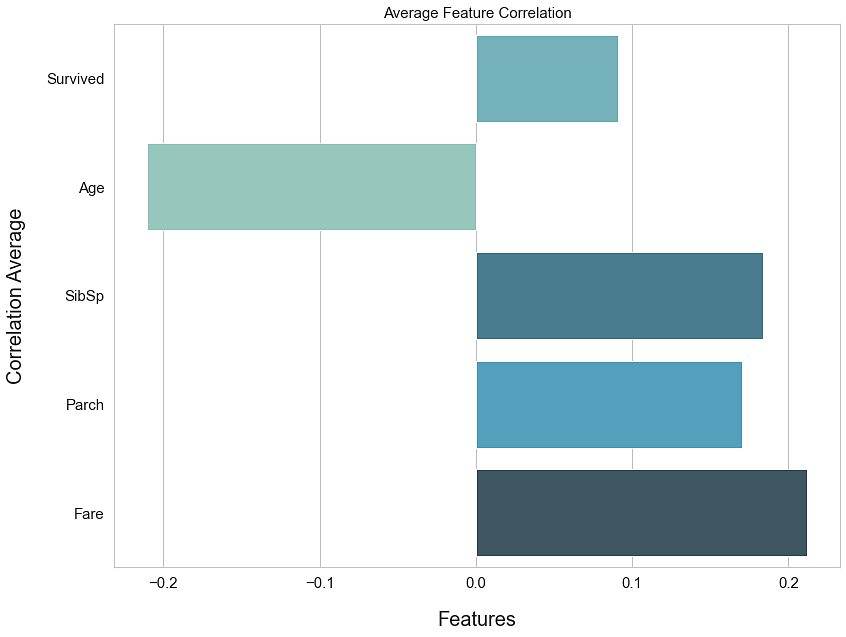 Average Feature Correlation
Survived
Age
SibSp
Parch
Fare
Correlation Average
−0.2
−0.1
0.0
0.1
0.2
Features